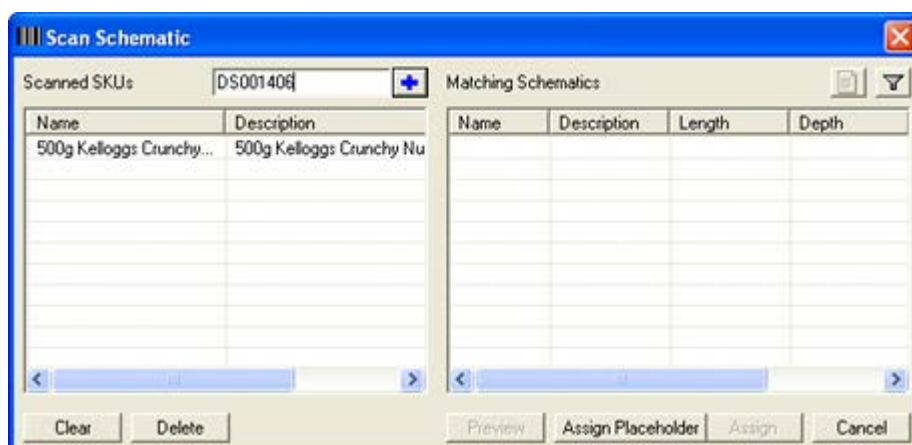 Scan Schematic
Scanned SKUs DS001406 Matching Schematics
Name Description Name Description Length Depth
500g Kelloggs Crunchy... 500g Kelloggs Crunchy Nu
Clear Delete Preview Assign Placeholder Assign Cancel